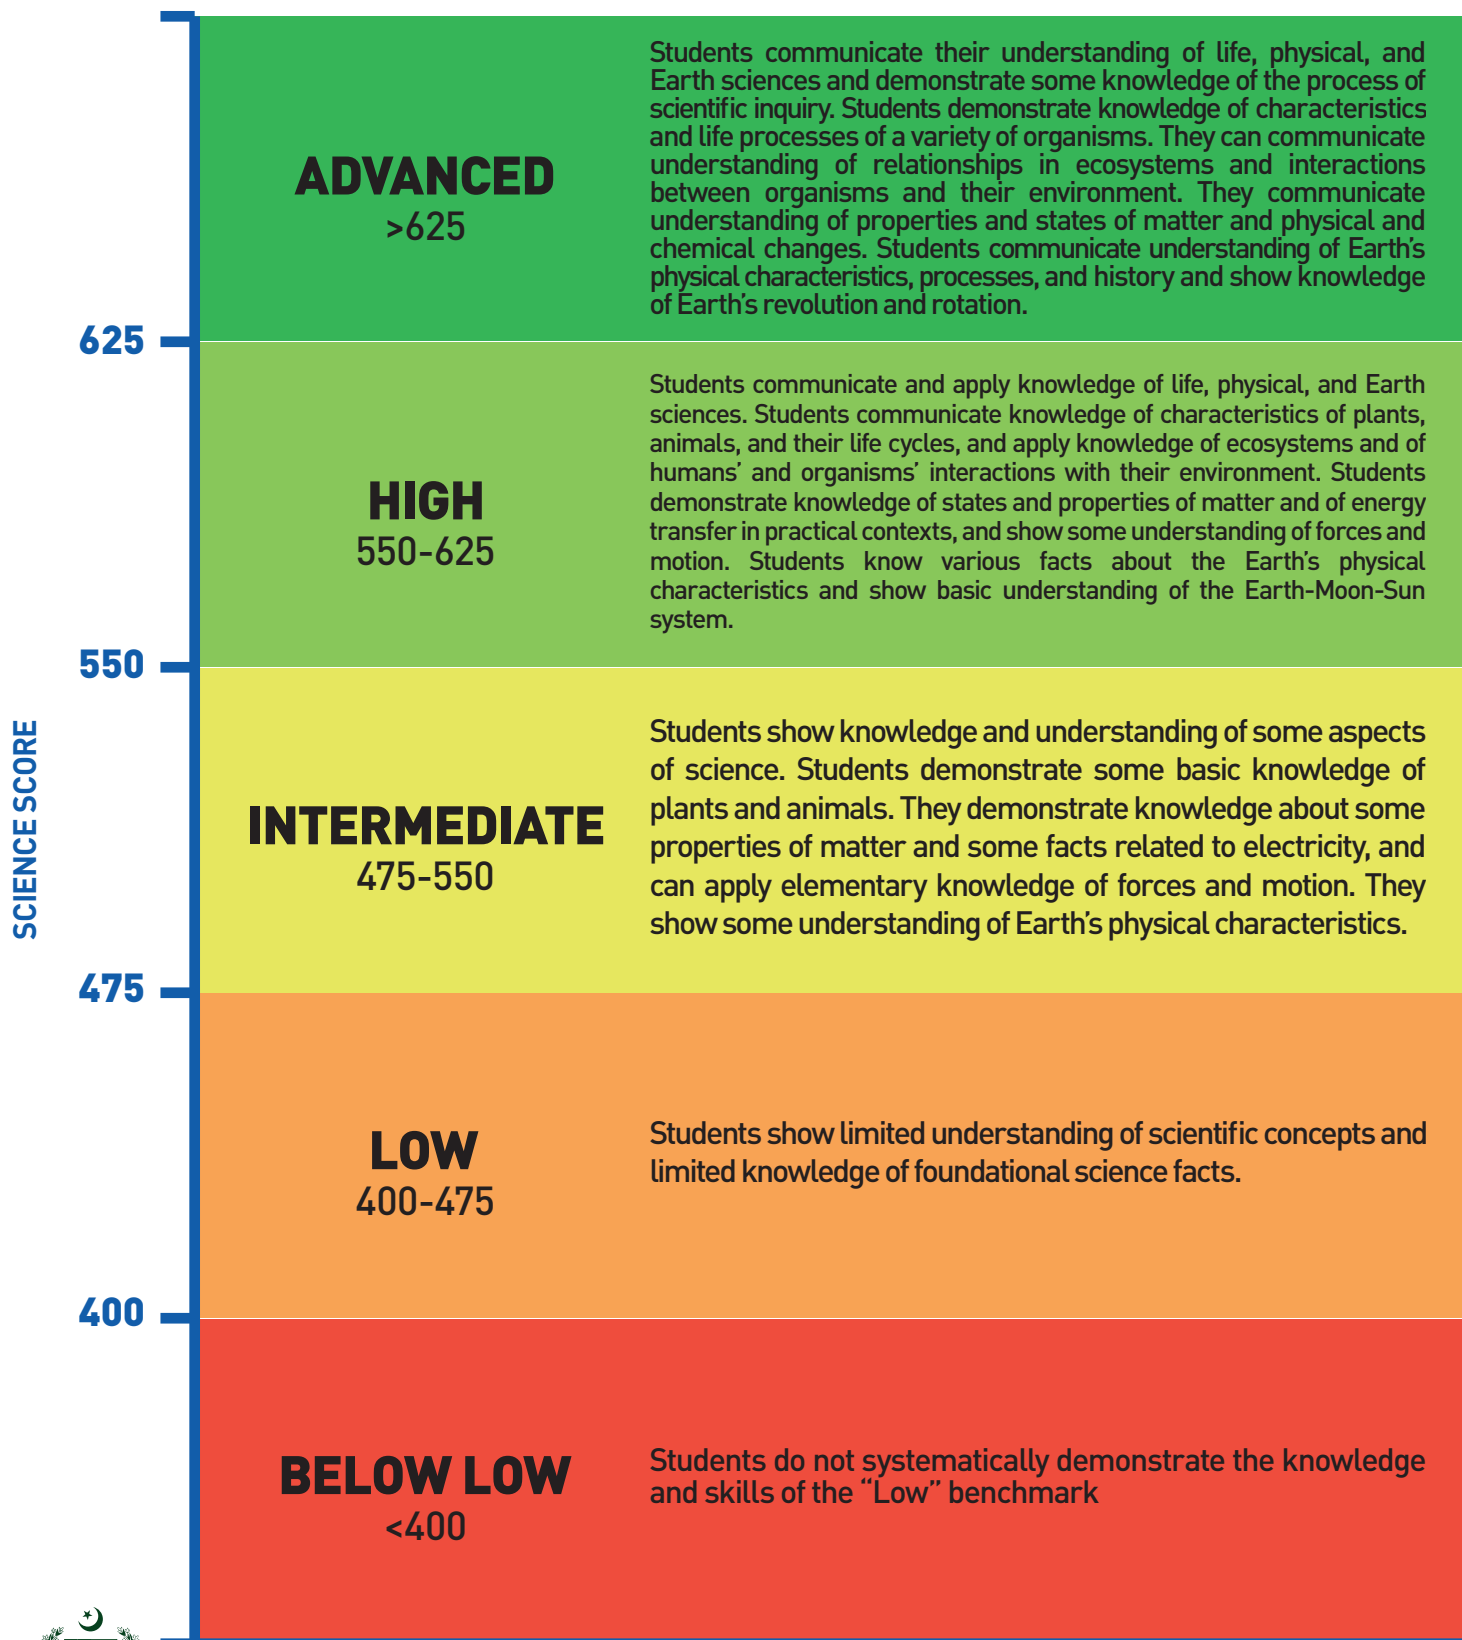 ADVANCED
>625
Students communicate their understanding of life, physical, and
Earth sciences and demonstrate some knowledge of the process of
scientific inquiry. Students demonstrate knowledge of characteristics
and life processes of a variety of organisms. They can communicate
understanding of relationships in ecosystems and interactions
between organisms and their environment. They communicate
understanding of properties and states of matter and physical and
chemical changes. Students communicate understanding of Earth's
physical characteristics, processes, and history and show knowledge
of Earth's revolution and rotation.
625
HIGH
550-625
Students communicate and apply knowledge of life, physical, and Earth
sciences. Students communicate knowledge of characteristics of plants,
animals, and their life cycles, and apply knowledge of ecosystems and of
humans' and organisms' interactions with their environment. Students
demonstrate knowledge of states and properties of matter and of energy
transfer in practical contexts, and show some understanding of forces and
motion. Students know various facts about the Earth's physical
characteristics and show basic understanding of the Earth-Moon-Sun
system.
550
SCIENCE SCORE
INTERMEDIATE
475-550
Students show knowledge and understanding of some aspects
of science. Students demonstrate some basic knowledge of
plants and animals. They demonstrate knowledge about some
properties of matter and some facts related to electricity, and
can apply elementary knowledge of forces and motion. They
show some understanding of Earth's physical characteristics.
475
LOW
400-475
Students show limited understanding of scientific concepts and
limited knowledge of foundational science facts.
400
BELOW LOW
<400
Students do not systematically demonstrate the knowledge
and skills of the “Low” benchmark